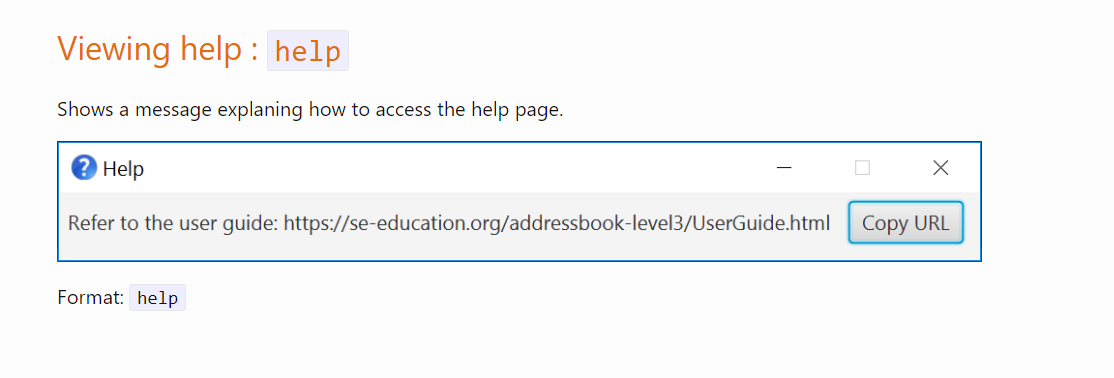 Viewing help : help
Shows a message explaning how to access the help page.
? Help
Refer to the user guide: https://se-education.org/addressbook-level3/UserGuide.html Copy URL
Format: help